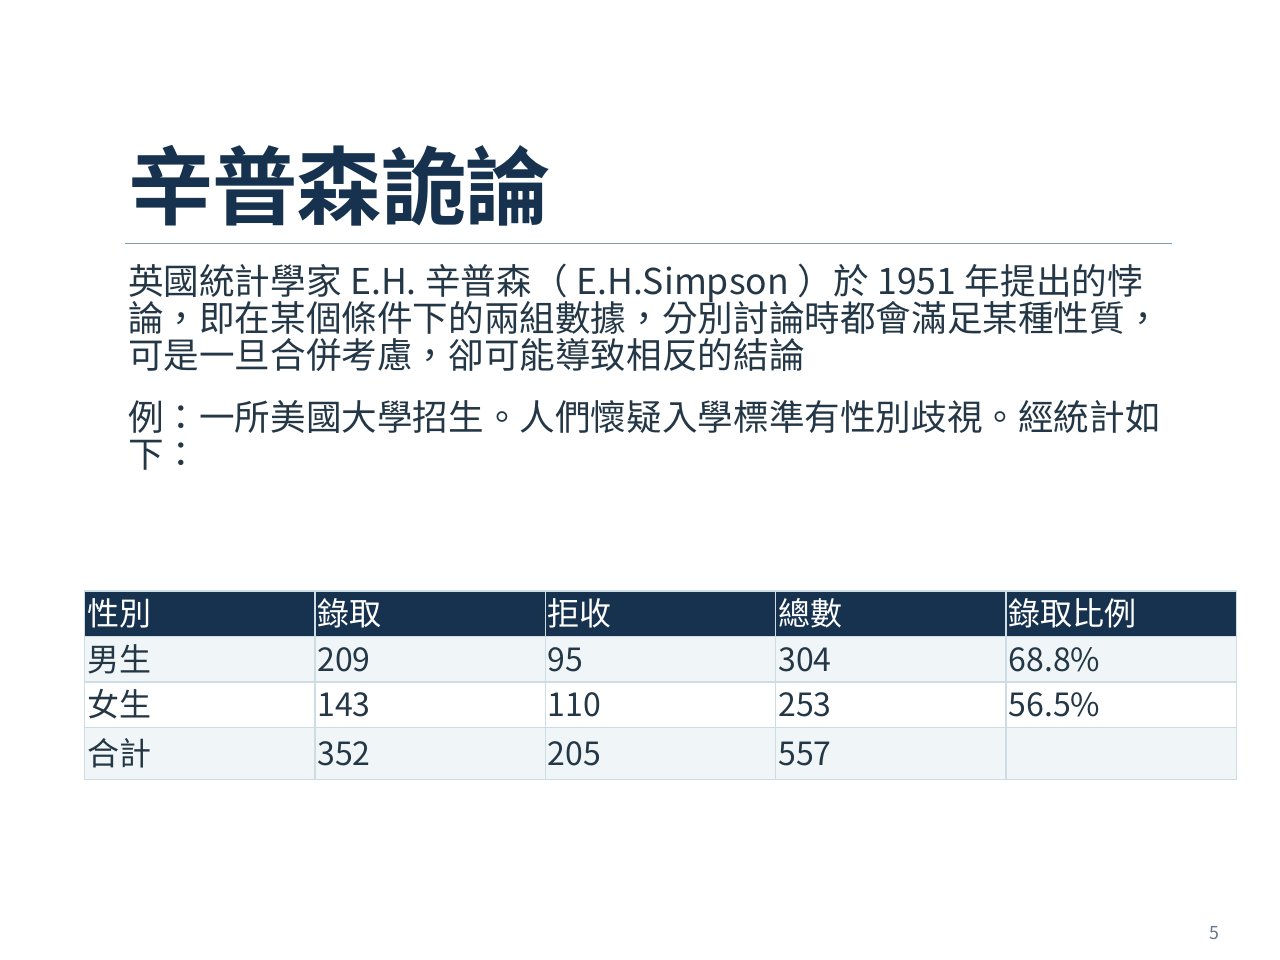 辛普森詭論
英國統計學家 E.H. 辛普森（ E.H.Simpson ）於 1951 年提出的悖
論，即在某個條件下的兩組數據，分別討論時都會滿足某種性質，
可是一旦合併考慮，卻可能導致相反的結論
例：一所美國大學招生。人們懷疑入學標準有性別歧視。經統計如
下：
性別 錄取 拒收 總數 錄取比例
男生 209 95 304 68.8%
女生 143 110 253 56.5%
合計 352 205 557
5